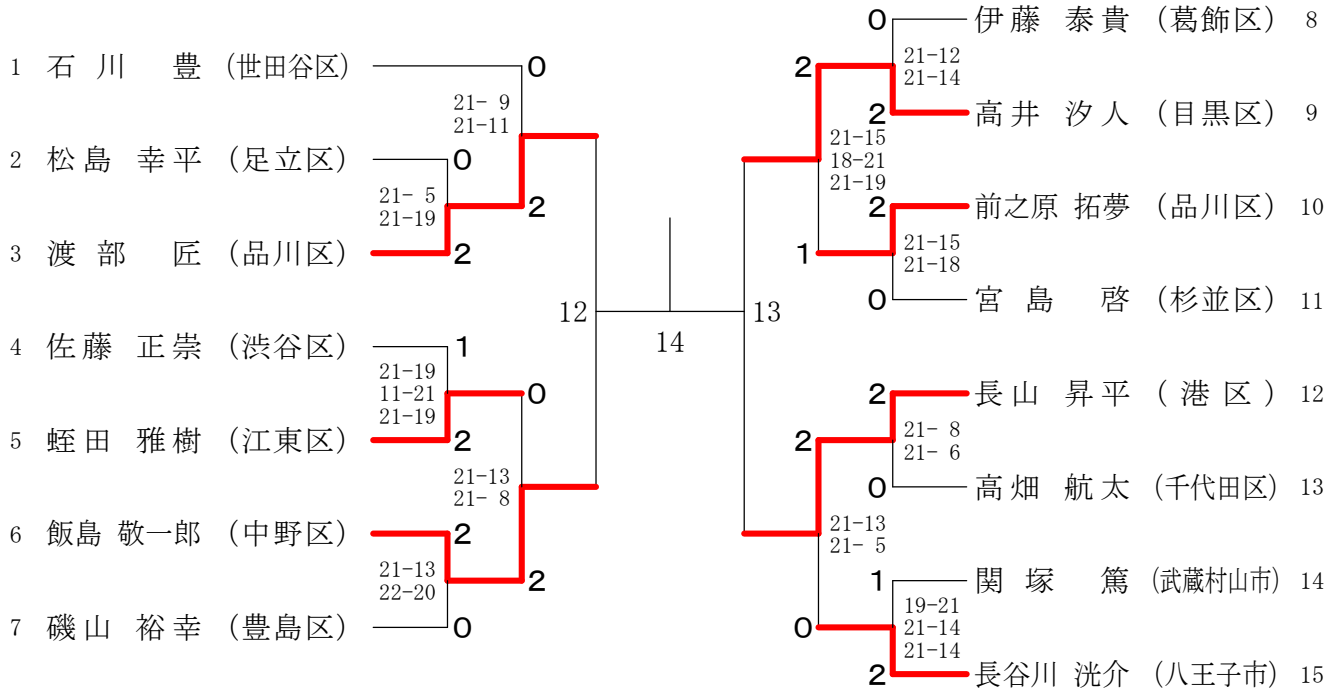 1 石川 豊 (世田谷区) 0
21- 9
21-11
2 松島 幸平 (足立区) 0
21- 5
21-19
2
3 渡部 匠 (品川区) 2
12
4 佐藤 正崇 (渋谷区) 1
21-19
11-21
21-19
0
5 蛭田 雅樹 (江東区) 2
21-13
21- 8
6 飯島 敬一郎 (中野区) 2
21-13
22-20
2
7 磯山 裕幸 (豊島区) 0
14
0 伊藤 泰貴 (葛飾区) 8
2
21-12
21-14
2 高井 汐人 (目黒区) 9
21-15
18-21
21-19
2 前之原 拓夢 (品川区) 10
1
21-15
21-18
0 宮島 啓 (杉並区) 11
13
2 長山 昇平 (港区) 12
2
21- 8
21- 6
0 高畑 航太 (千代田区) 13
21-13
21- 5
1 関塚 篤 (武蔵村山市) 14
0
19-21
21-14
21-14
2 長谷川 洸介 (八王子市) 15